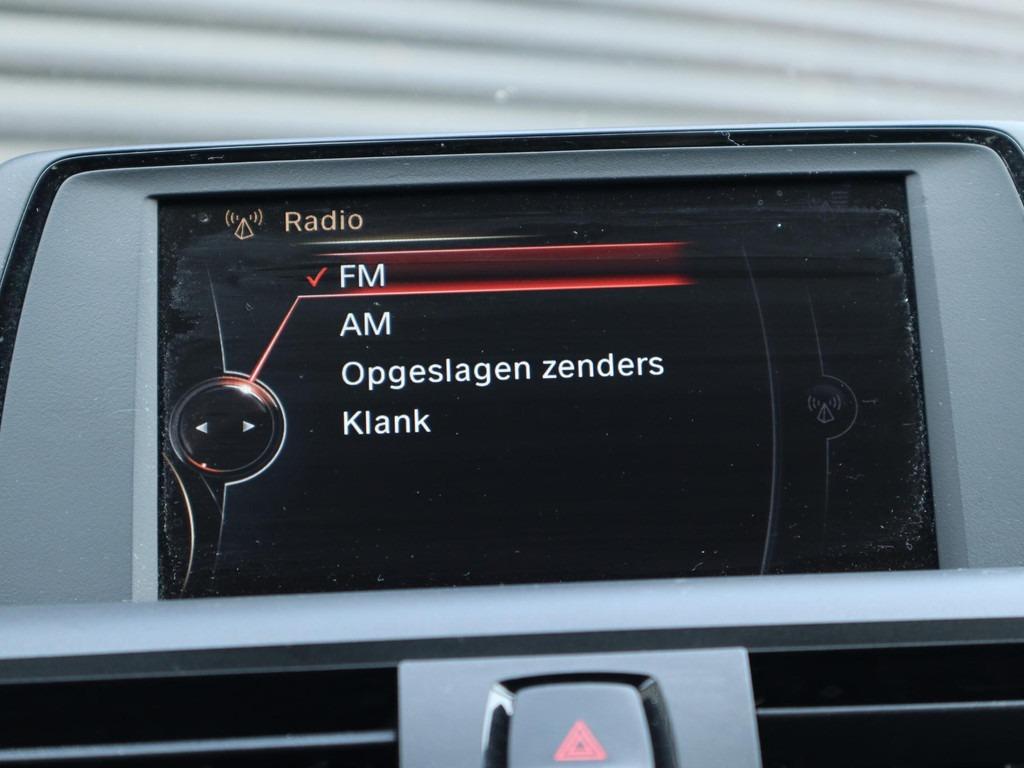 Radio
FM
AM
Opgeslagen zenders
Klank